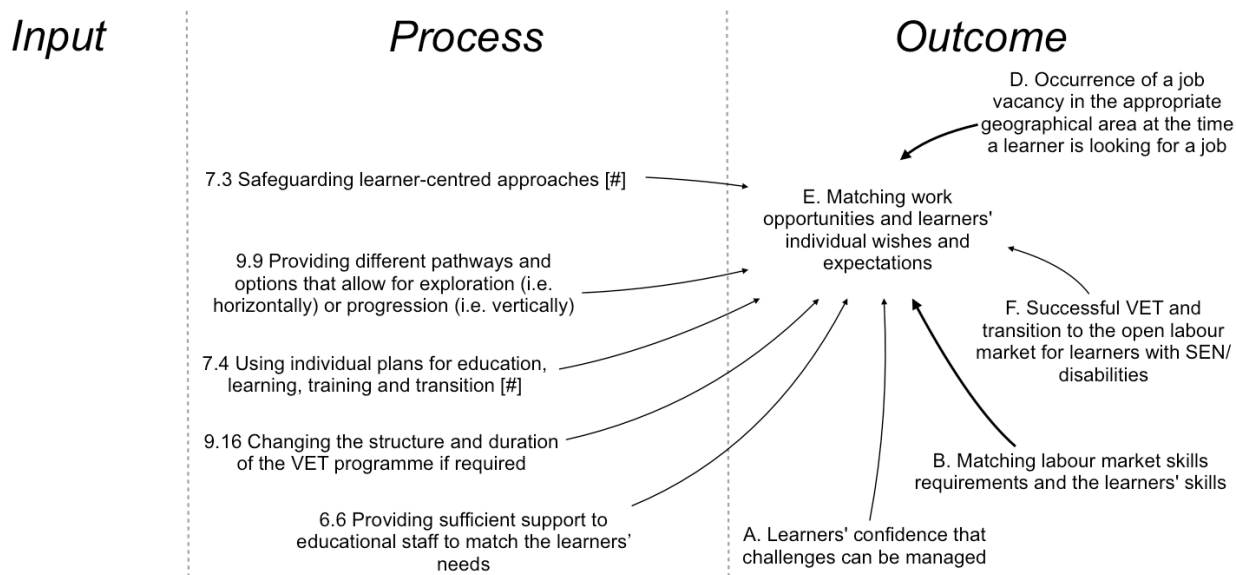 Input
Process
Outcome
D. Occurrence of a job
vacancy in the appropriate
geographical area at the time
a learner is looking for a job
7.3 Safeguarding learner-centred approaches [#]
E. Matching work
opportunities and learners'
individual wishes and
expectations
9.9 Providing different pathways and
options that allow for exploration (i.e.
horizontally) or progression (i.e. vertically)
F. Successful VET and
transition to the open labour
market for learners with SEN/
disabilities
7.4 Using individual plans for education,
learning, training and transition [#]
9.16 Changing the structure and duration
of the VET programme if required
B. Matching labour market skills
requirements and the learners' skills
6.6 Providing sufficient support to
educational staff to match the learners’
needs
A. Learners' confidence that
challenges can be managed